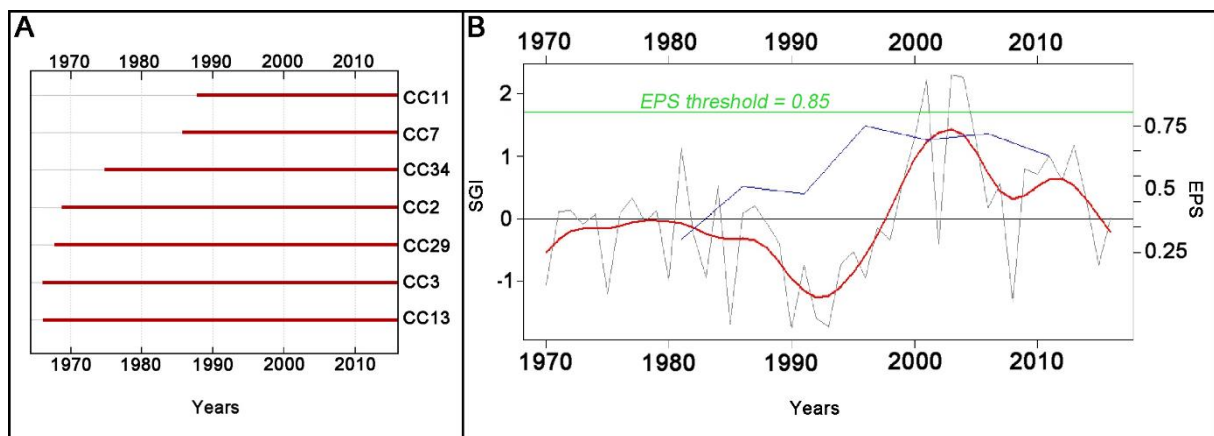 A
1970 1980 1990 2000 2010
CC11
CC7
CC34
CC2
CC29
CC3
CC13
1970 1980 1990 2000 2010
Years
B
1970 1980 1990 2000 2010
EPS threshold = 0.85
2
1
0
-1
SGI
0.75
0.5
0.25
EPS
1970 1980 1990 2000 2010
Years